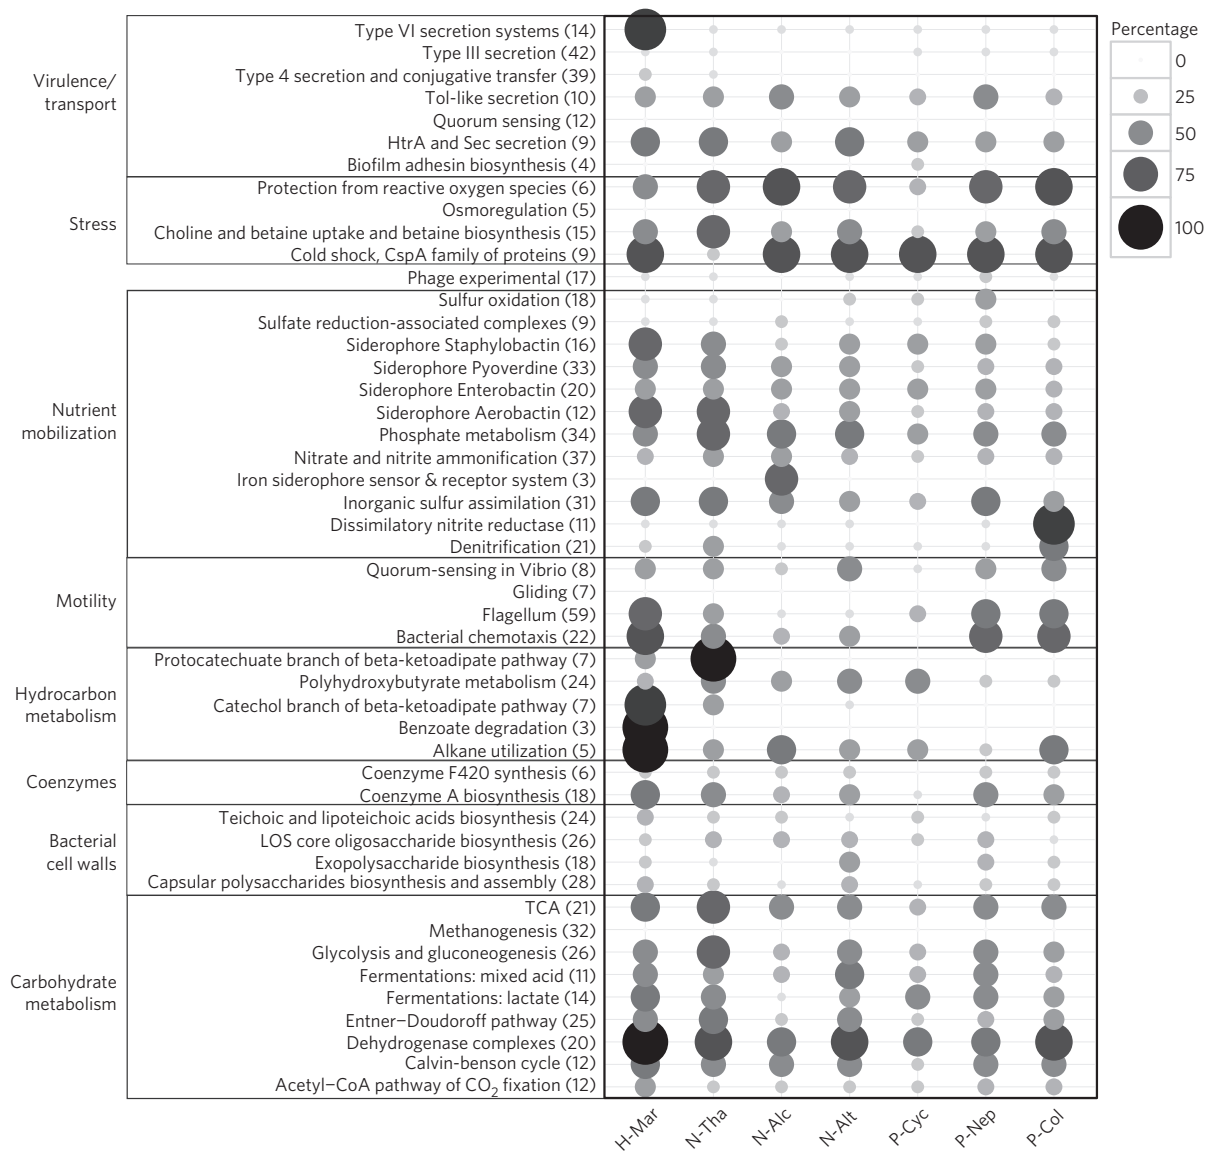 Percentage
0
25
50
75
100
Virulence/
transport
Type VI secretion systems (14)
Type III secretion (42)
Type 4 secretion and conjugative transfer (39)
Tol-like secretion (10)
Quorum sensing (12)
HtrA and Sec secretion (9)
Biofilm adhesin biosynthesis (4)
Stress
Protection from reactive oxygen species (6)
Osmoregulation (5)
Choline and betaine uptake and betaine biosynthesis (15)
Cold shock, CspA family of proteins (9)
Phage experimental (17)
Nutrient
mobilization
Sulfur oxidation (18)
Sulfate reduction-associated complexes (9)
Siderophore Staphylobactin (16)
Siderophore Pyoverdine (33)
Siderophore Enterobactin (20)
Siderophore Aerobactin (12)
Phosphate metabolism (34)
Nitrate and nitrite ammonification (37)
Iron siderophore sensor & receptor system (3)
Inorganic sulfur assimilation (31)
Dissimilatory nitrite reductase (11)
Denitrification (21)
Motility
Quorum-sensing in Vibrio (8)
Gliding (7)
Flagellum (59)
Bacterial chemotaxis (22)
Hydrocarbon
metabolism
Protocatechuate branch of beta-ketoadipate pathway (7)
Polyhydroxybutyrate metabolism (24)
Catechol branch of beta-ketoadipate pathway (7)
Benzoate degradation (3)
Alkane utilization (5)
Coenzymes
Coenzyme F420 synthesis (6)
Coenzyme A biosynthesis (18)
Bacterial
cell walls
Teichoic and lipoteichoic acids biosynthesis (24)
LOS core oligosaccharide biosynthesis (26)
Exopolysaccharide biosynthesis (18)
Capsular polysaccharides biosynthesis and assembly (28)
Carbohydrate
metabolism
TCA (21)
Methanogenesis (32)
Glycolysis and gluconeogenesis (26)
Fermentations: mixed acid (11)
Fermentations: lactate (14)
Entner−Doudoroff pathway (25)
Dehydrogenase complexes (20)
Calvin-benson cycle (12)
Acetyl−CoA pathway of CO2 fixation (12)
H-Mar
N-Tha
N-Alc
N-Alt
P-Cyc
P-Nep
P-Col